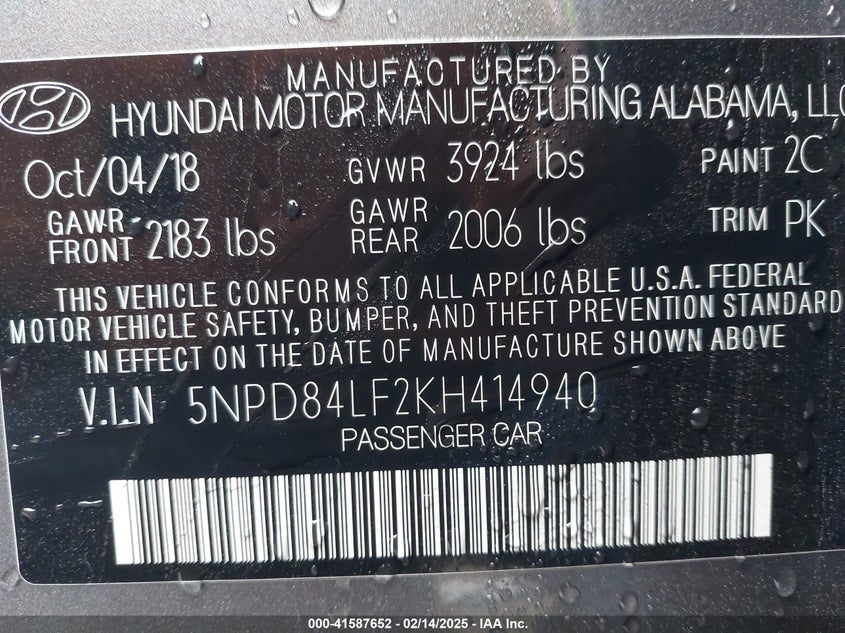 MANUFACTURED BY
HYUNDAI MOTOR MANUFACTURING ALABAMA, LLC
Oct/04/18 GVWR 3924 lbs PAINT 2C
GAWR FRONT 2183 lbs GAWR REAR 2006 lbs TRIM PK
THIS VEHICLE CONFORMS TO ALL APPLICABLE U.S.A. FEDERAL
MOTOR VEHICLE SAFETY, BUMPER, AND THEFT PREVENTION STANDARD
IN EFFECT ON THE DATE OF MANUFACTURE SHOWN ABOVE
V.I.N 5NPD84LF2KH414940
PASSENGER CAR
000-41587652 - 02/14/2025 - IAA Inc.